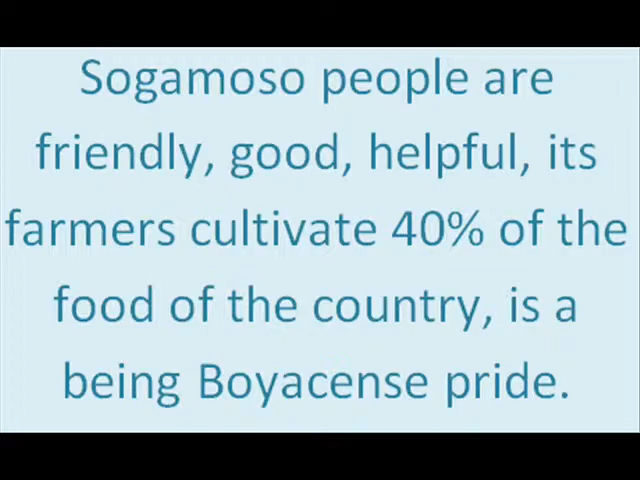 Sogamoso people are
friendly, good, helpful, its
farmers cultivate 40% of the
food of the country, is a
being Boyacense pride.